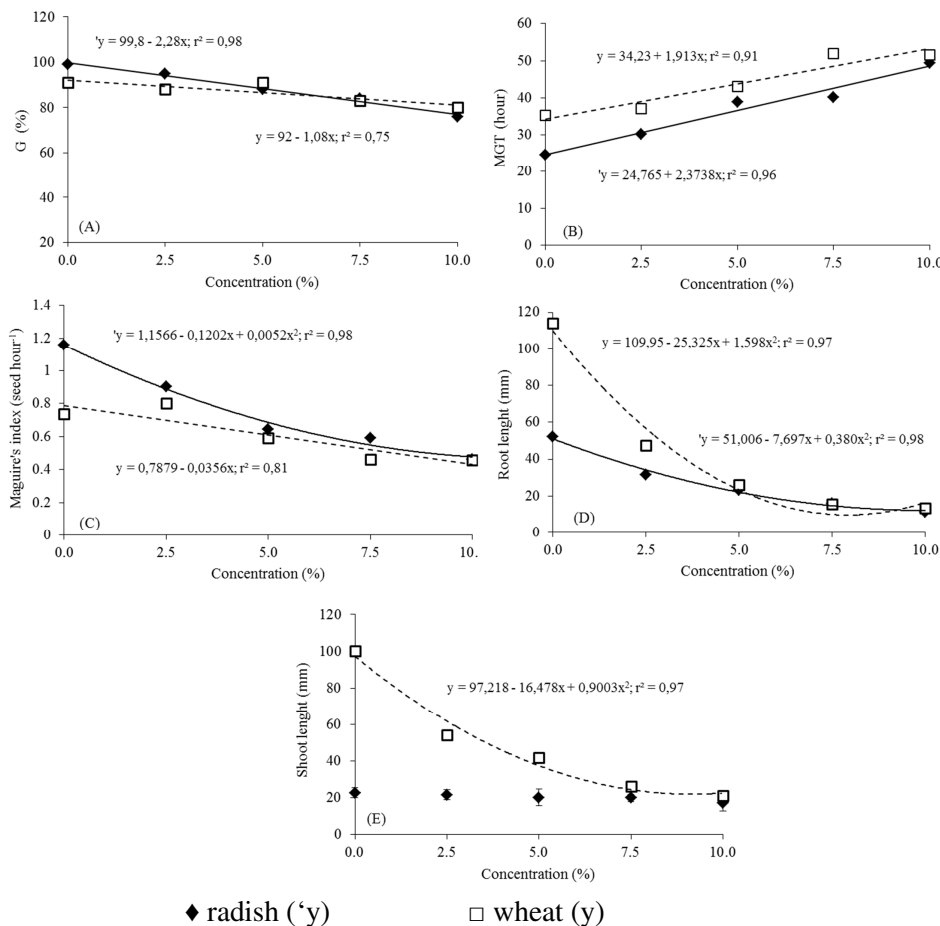 120
100
80
60
40
20
G (%)
'y = 99,8 - 2,28x; r² = 0,98
y = 92 - 1,08x; r² = 0,75
(A)
0.0 2.5 5.0 7.5 10.0
Concentration (%)
60
50
40
30
20
10
0
MGT (hour)
y = 34,23 + 1,913x; r² = 0,91
'y = 24,765 + 2,3738x; r² = 0,96
(B)
0.0 2.5 5.0 7.5 10.0
Concentration (%)
1.4
1.2
1
0.8
0.6
0.4
0.2
0
Maguire's index (seed hour⁻¹)
'y = 1,1566 - 0,1202x + 0,0052x²; r² = 0,98
y = 0,7879 - 0,0356x; r² = 0,81
(C)
0.0 2.5 5.0 7.5 10.
Concentration (%)
120
100
80
60
40
20
0
Root lenght (mm)
y = 109,95 - 25,325x + 1,598x²; r² = 0,97
'y = 51,006 - 7,697x + 0,380x²; r² = 0,98
(D)
0.0 2.5 5.0 7.5 10.0
Concentration (%)
120
100
80
60
40
20
0
Shoot lenght (mm)
y = 97,218 - 16,478x + 0,9003x²; r² = 0,97
(E)
0.0 2.5 5.0 7.5 10.0
Concentration (%)
◆ radish (‘y) □ wheat (y)